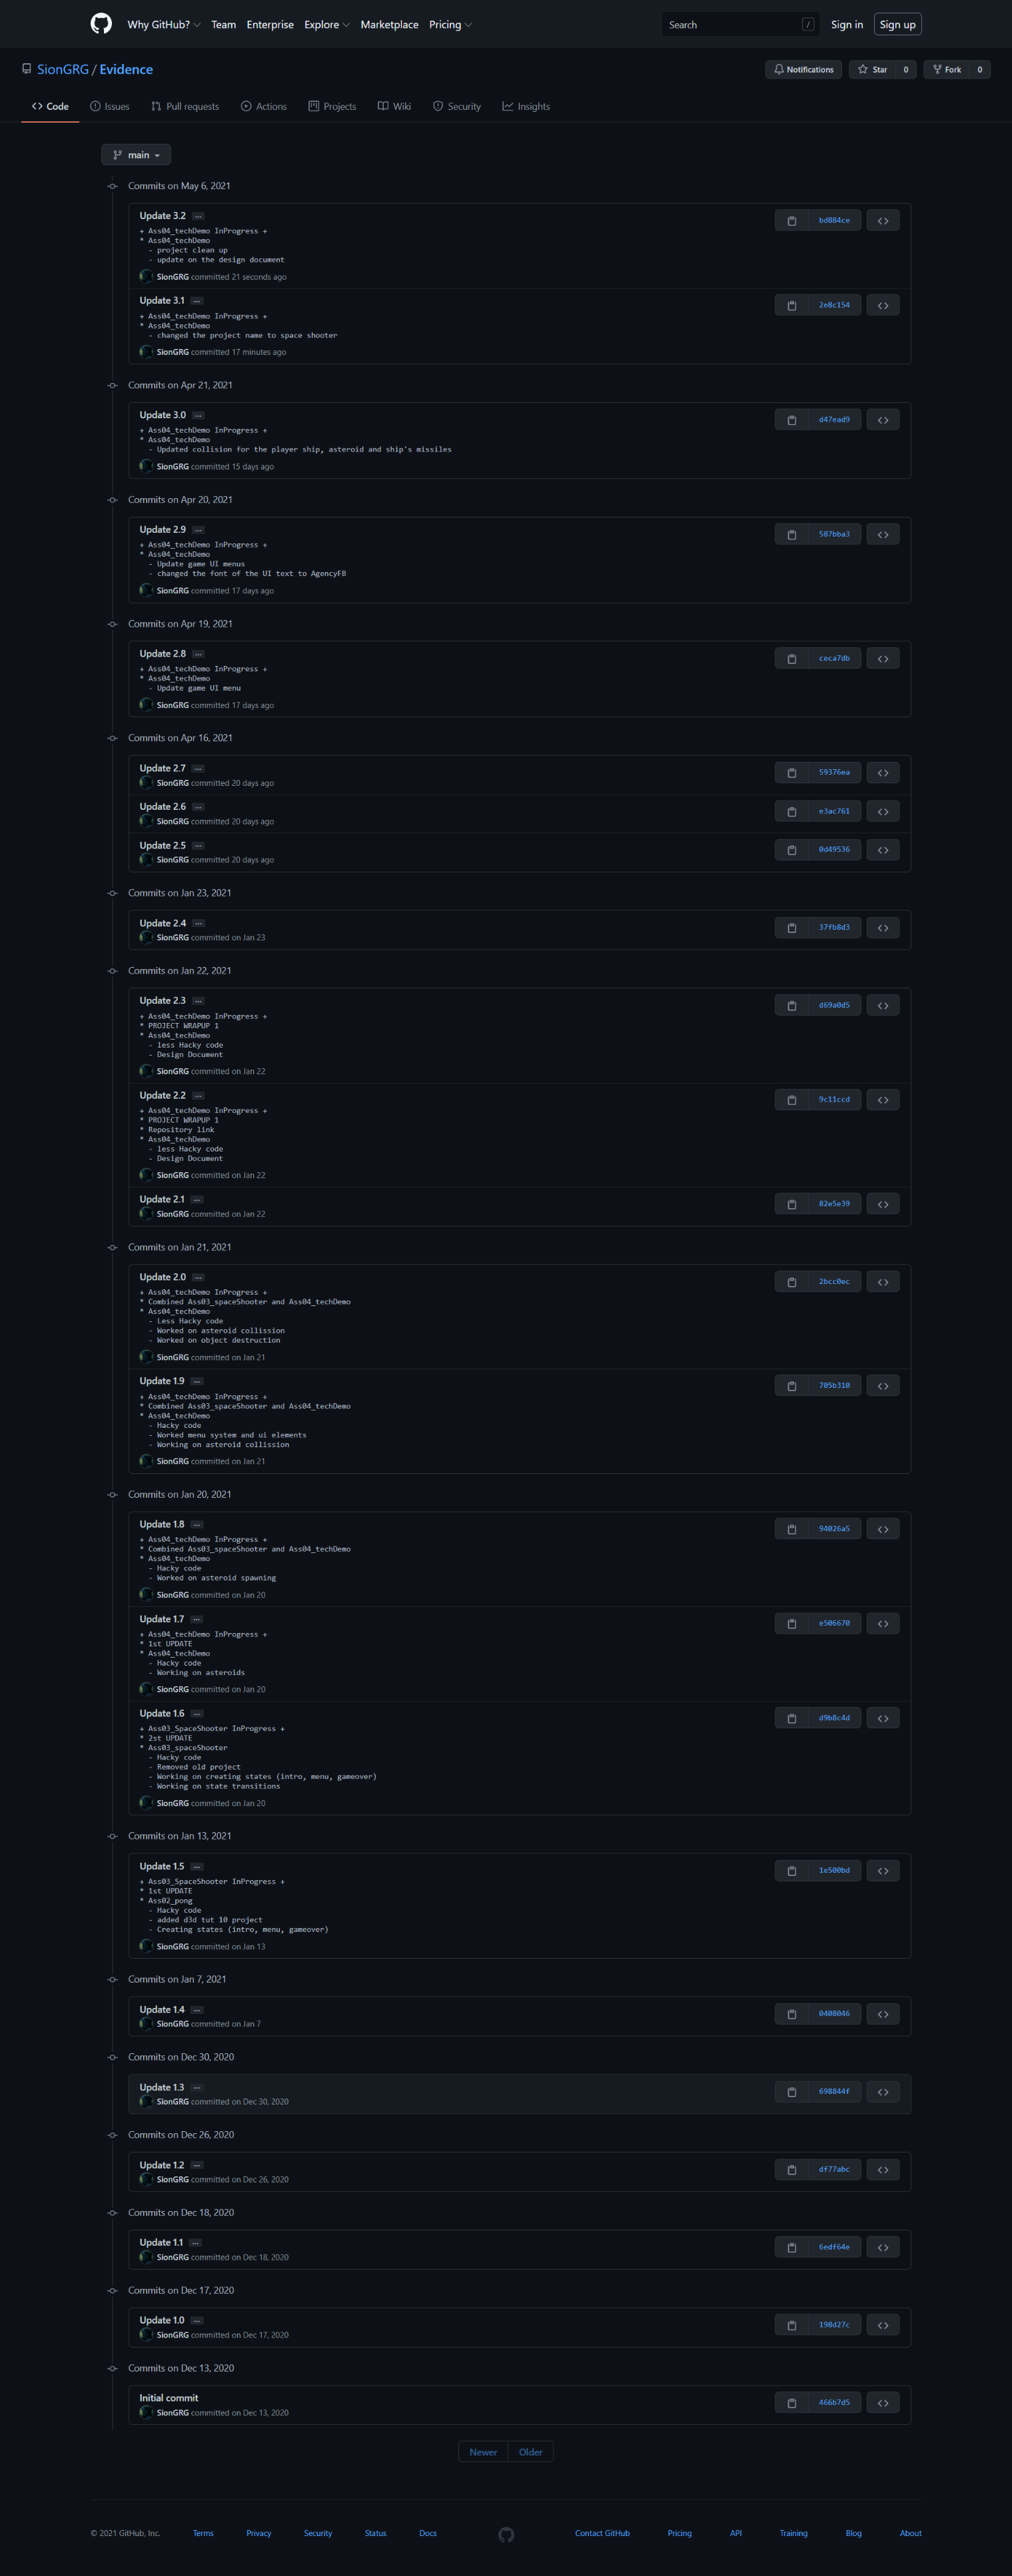 Why GitHub? Team Enterprise Explore Marketplace Pricing Search / Sign in Sign up
SionGRG / Evidence Notifications Star 0 Fork 0
Code Issues Pull requests Actions Projects Wiki Security Insights
main
Commits on May 6, 2021
Update 3.2 ... bd884ce
+ Ass04_techDemo InProgress +
* Ass04_techDemo
- project clean up
- update on the design document
SionGRG committed 21 seconds ago
Update 3.1 ... 2e8c154
+ Ass04_techDemo InProgress +
* Ass04_techDemo
- changed the project name to space shooter
SionGRG committed 17 minutes ago
Commits on Apr 21, 2021
Update 3.0 ... d47ead9
+ Ass04_techDemo InProgress +
* Ass04_techDemo
- Updated collision for the player ship, asteroid and ship's missiles
SionGRG committed 15 days ago
Commits on Apr 20, 2021
Update 2.9 ... 587bba3
+ Ass04_techDemo InProgress +
* Ass04_techDemo
- Update game UI menus
- changed the font of the UI text to AgencyFB
SionGRG committed 17 days ago
Commits on Apr 19, 2021
Update 2.8 ... ceca7db
+ Ass04_techDemo InProgress +
* Ass04_techDemo
- Update game UI menu
SionGRG committed 17 days ago
Commits on Apr 16, 2021
Update 2.7 ... 59376ea
SionGRG committed 20 days ago
Update 2.6 ... e3ac761
SionGRG committed 20 days ago
Update 2.5 ... 0d49536
SionGRG committed 20 days ago
Commits on Jan 23, 2021
Update 2.4 ... 37fb8d3
SionGRG committed on Jan 23
Commits on Jan 22, 2021
Update 2.3 ... d69a0d5
+ Ass04_techDemo InProgress +
* PROJECT WRAPUP 1
* Ass04_techDemo
- less Hacky code
- Design Document
SionGRG committed on Jan 22
Update 2.2 ... 9c11ccd
+ Ass04_techDemo InProgress +
* PROJECT WRAPUP 1
* Repository link
* Ass04_techDemo
- less Hacky code
- Design Document
SionGRG committed on Jan 22
Update 2.1 ... 82e5e39
SionGRG committed on Jan 22
Commits on Jan 21, 2021
Update 2.0 ... 2bcc0ec
+ Ass04_techDemo InProgress +
* Combined Ass03_spaceShooter and Ass04_techDemo
* Ass04_techDemo
- Less Hacky code
- Worked on asteroid collission
- Worked on object destruction
SionGRG committed on Jan 21
Update 1.9 ... 705b310
+ Ass04_techDemo InProgress +
* Combined Ass03_spaceShooter and Ass04_techDemo
* Ass04_techDemo
- Hacky code
- Worked menu system and ui elements
- Working on asteroid collission
SionGRG committed on Jan 21
Commits on Jan 20, 2021
Update 1.8 ... 94026a5
+ Ass04_techDemo InProgress +
* Combined Ass03_spaceShooter and Ass04_techDemo
* Ass04_techDemo
- Hacky code
- Worked on asteroid spawning
SionGRG committed on Jan 20
Update 1.7 ... e506670
+ Ass04_techDemo InProgress +
* 1st UPDATE
* Ass04_techDemo
- Hacky code
- Working on asteroids
SionGRG committed on Jan 20
Update 1.6 ... d9b8c4d
+ Ass03_SpaceShooter InProgress +
* 2st UPDATE
* Ass03_spaceShooter
- Hacky code
- Removed old project
- Working on creating states (intro, menu, gameover)
- Working on state transitions
SionGRG committed on Jan 20
Commits on Jan 13, 2021
Update 1.5 ... 1e500bd
+ Ass03_SpaceShooter InProgress +
* 1st UPDATE
* Ass02_pong
- Hacky code
- added d3d tut 10 project
- Creating states (intro, menu, gameover)
SionGRG committed on Jan 13
Commits on Jan 7, 2021
Update 1.4 ... 0408046
SionGRG committed on Jan 7
Commits on Dec 30, 2020
Update 1.3 ... 698844f
SionGRG committed on Dec 30, 2020
Commits on Dec 26, 2020
Update 1.2 ... df77abc
SionGRG committed on Dec 26, 2020
Commits on Dec 18, 2020
Update 1.1 ... 6edf64e
SionGRG committed on Dec 18, 2020
Commits on Dec 17, 2020
Update 1.0 ... 198d27c
SionGRG committed on Dec 17, 2020
Commits on Dec 13, 2020
Initial commit 466b7d5
SionGRG committed on Dec 13, 2020
Newer Older
© 2021 GitHub, Inc. Terms Privacy Security Status Docs Contact GitHub Pricing API Training Blog About